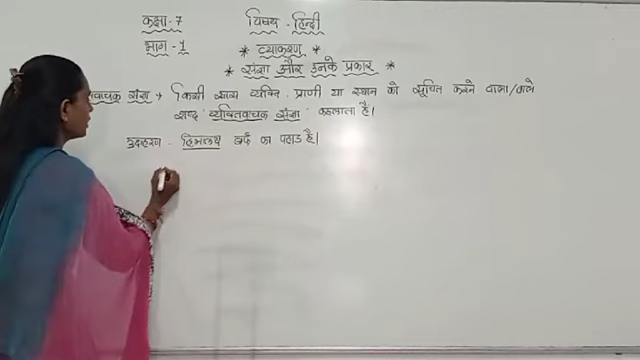 कक्षा-7 विषय - हिन्दी
भाग-1 * व्याकरण *
* संज्ञा और उनके प्रकार *
वाचक संज्ञा → किसी खास व्यक्ति, प्राणी या स्थान को सूचित करने वाला/वाले
शब्द 'व्यक्तिवाचक संज्ञा' कहलाता है।
उदाहरण - हिमालय बर्फ का पहाड है।